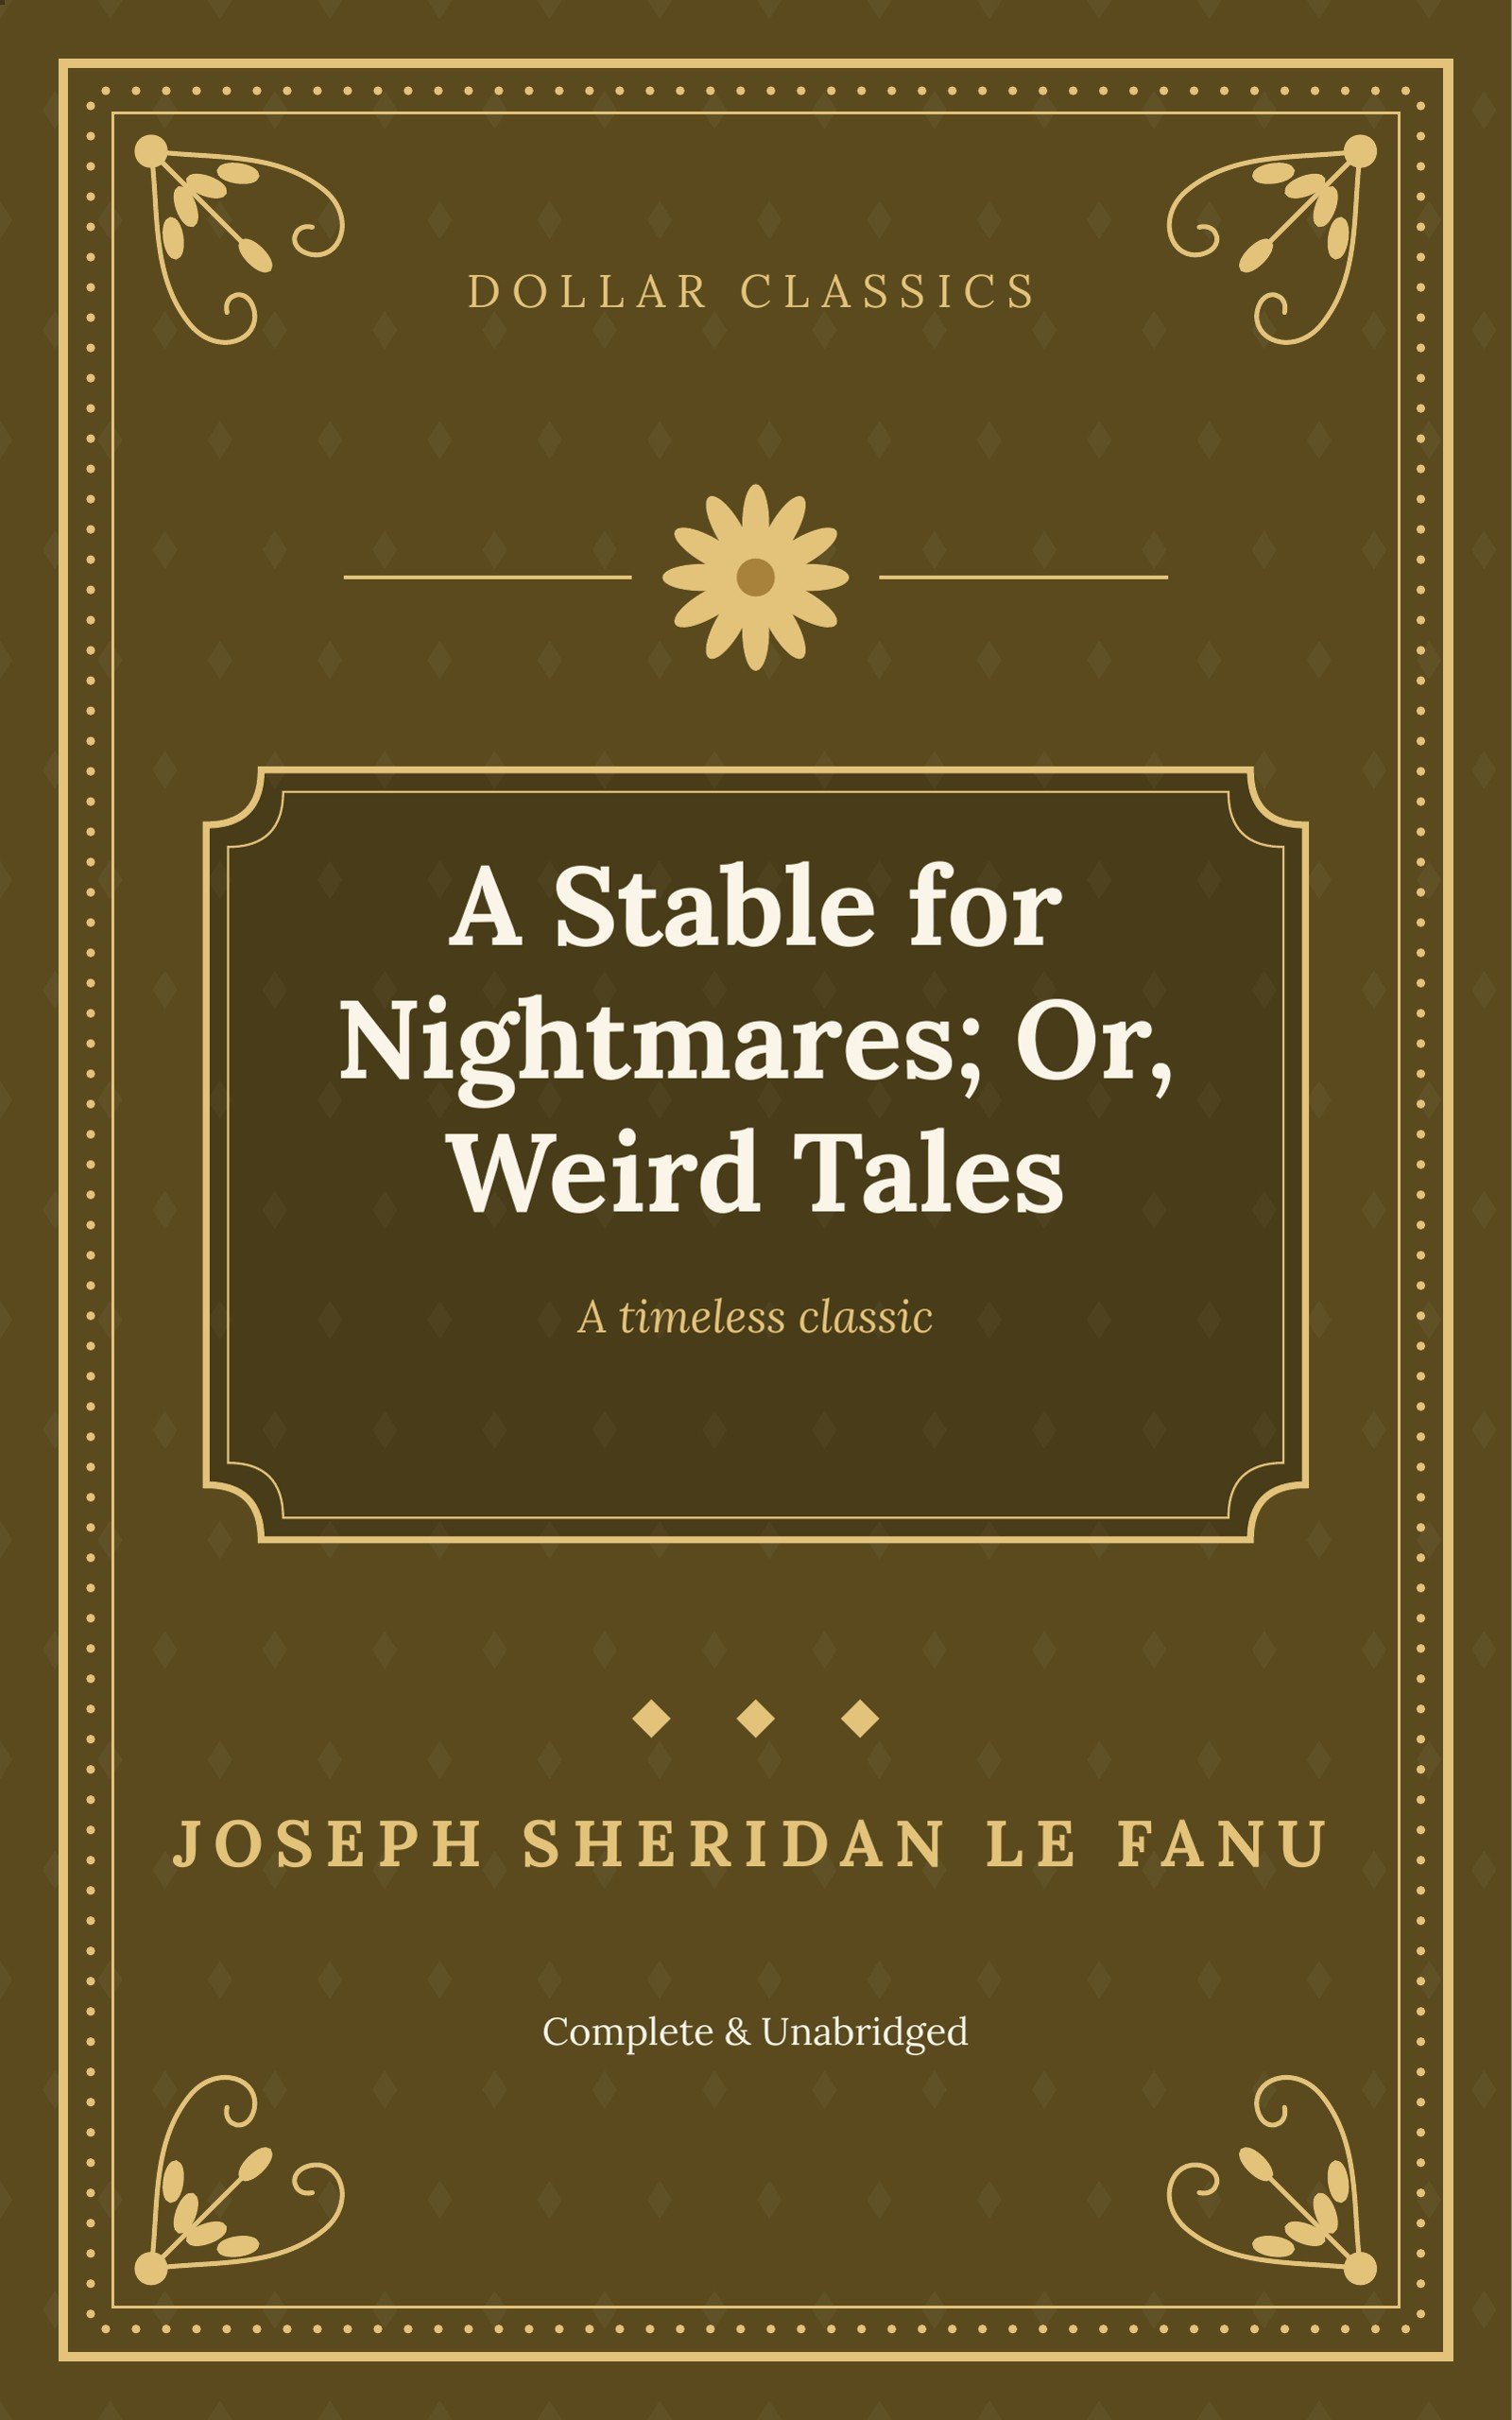 DOLLAR CLASSICS
A Stable for
Nightmares; Or,
Weird Tales
A timeless classic
JOSEPH SHERIDAN LE FANU
Complete & Unabridged